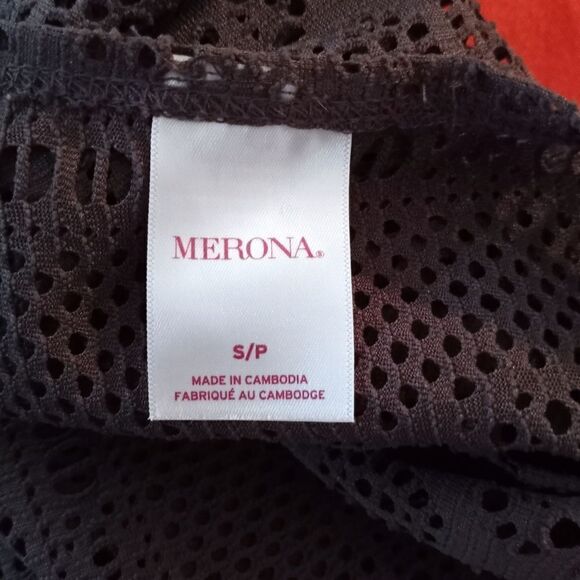 MERONA®
S/P
MADE IN CAMBODIA
FABRIQUÉ AU CAMBODGE